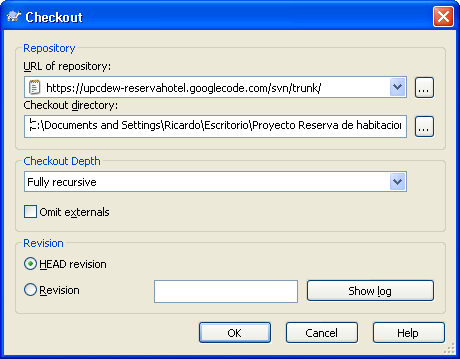 Checkout
Repository
URL of repository:
https://upcdew-reservahotel.googlecode.com/svn/trunk/
...
Checkout directory:
C:\Documents and Settings\Ricardo\Escritorio\Proyecto Reserva de habitacion
...
Checkout Depth
Fully recursive
Omit externals
Revision
HEAD revision
Revision
Show log
OK
Cancel
Help